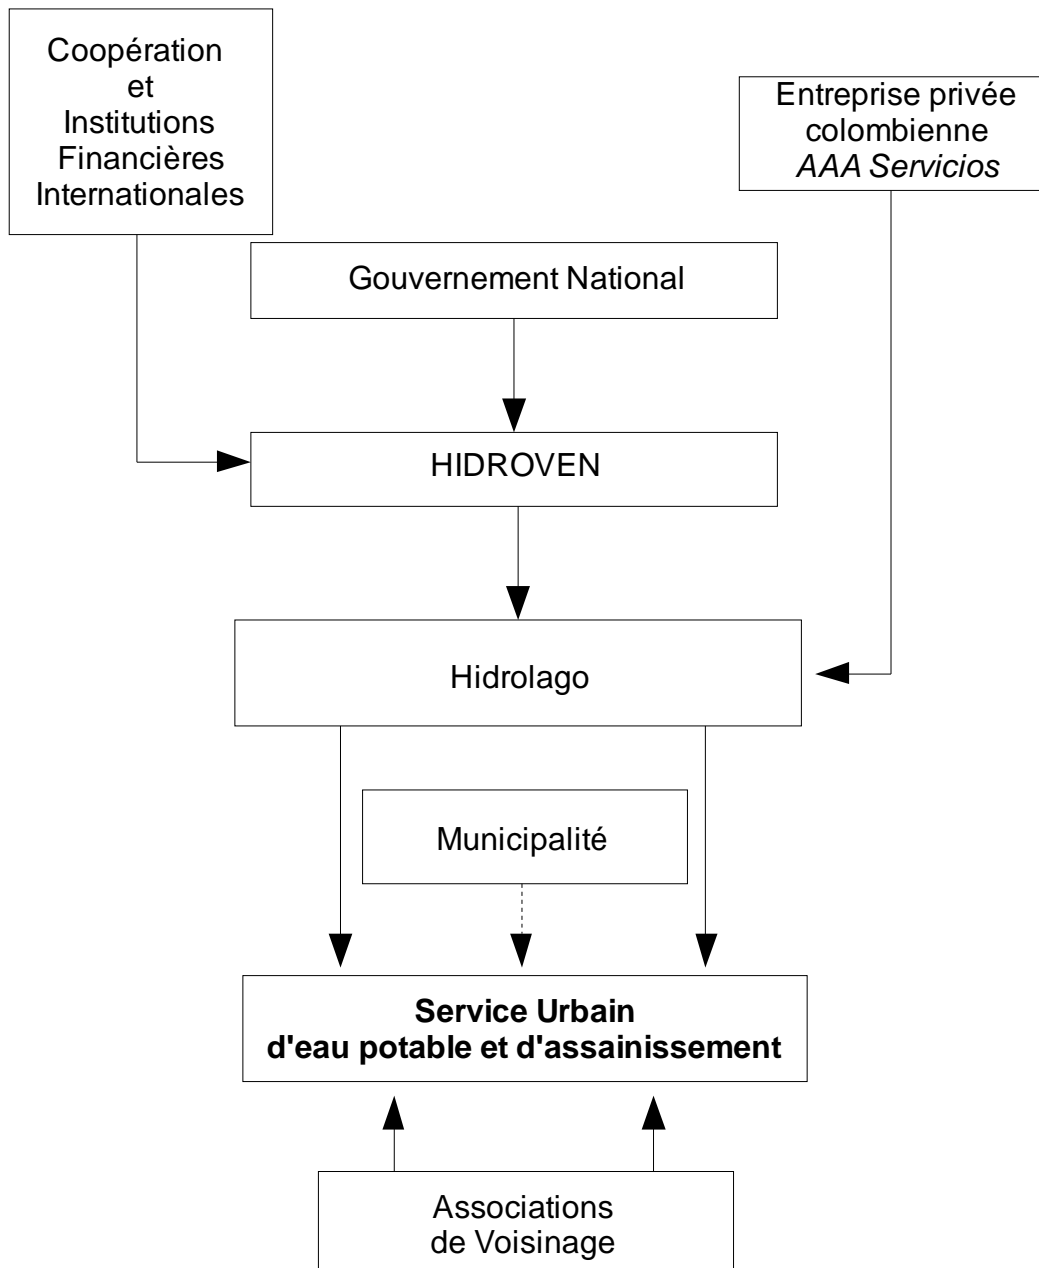 Coopération
et
Institutions
Financières
Internationales
Entreprise privée
colombienne
AAA Servicios
Gouvernement National
HIDROVEN
Hidrolago
Municipalité
Service Urbain
d'eau potable et d'assainissement
Associations
de Voisinage